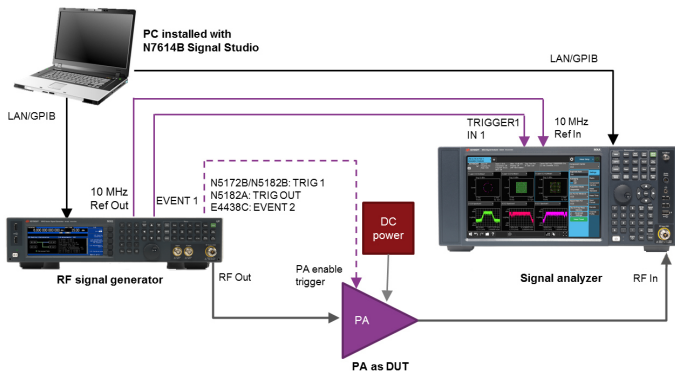 PC installed with
N7614B Signal Studio
LAN/GPIB
LAN/GPIB
TRIGGER1
IN 1
10 MHz
Ref In
10 MHz
Ref Out
EVENT 1
N5172B/N5182B: TRIG 1
N5182A: TRIG OUT
E4438C: EVENT 2
DC
power
RF signal generator
RF Out
PA enable
trigger
Signal analyzer
RF In
PA
PA as DUT